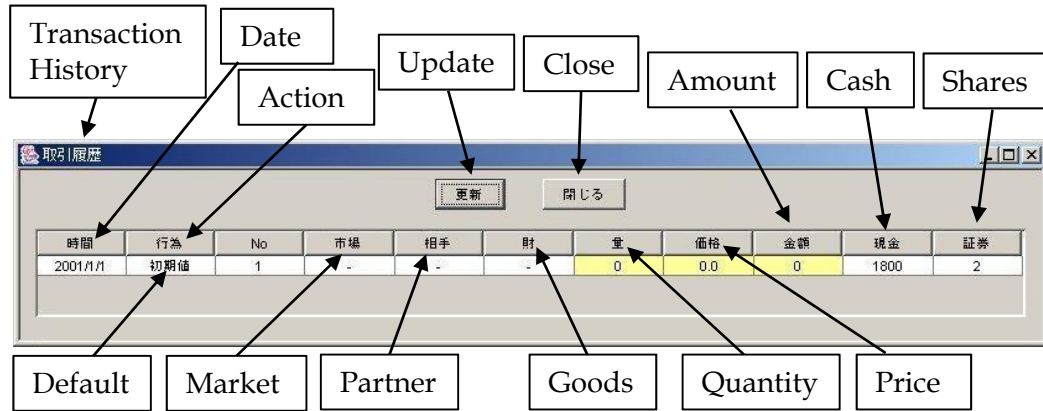 Transaction
History
Date
Action
Update
Close
Amount
Cash
Shares
取引履歴
更新
閉じる
時間 行為 No 市場 相手 財 量 価格 金額 現金 証券
2001/1/1 初期値 1 - - - 0 0.0 0 1800 2
Default
Market
Partner
Goods
Quantity
Price